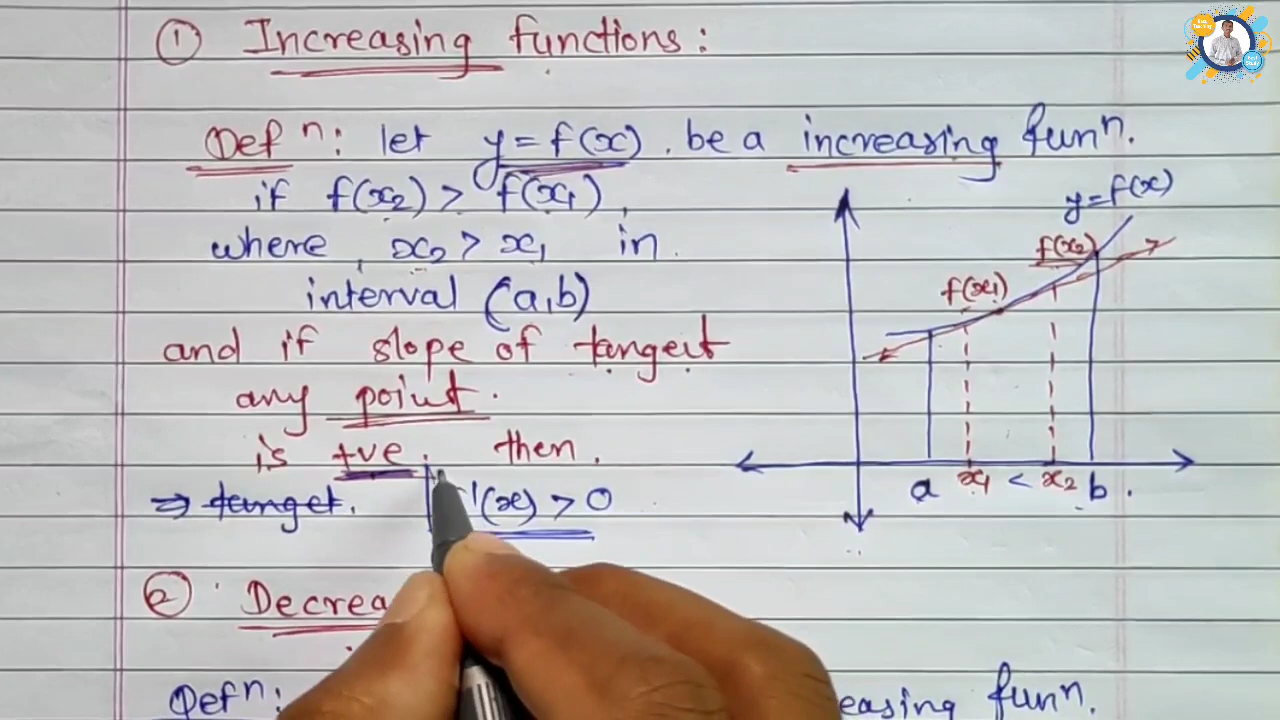 ① Increasing functions:
Defⁿ: let y=f(x). be a increasing funⁿ.
if f(x₂) > f(x₁),
where, x₂ > x₁ in.
interval (a,b)
and if slope of tangent
any point.
is +ve. then.
⇒ tanget. '(x) > 0
y=f(x)
f(x₂)
f(x₁)
a x₁ < x₂ b.
② Decrea
Defⁿ: easing funⁿ.